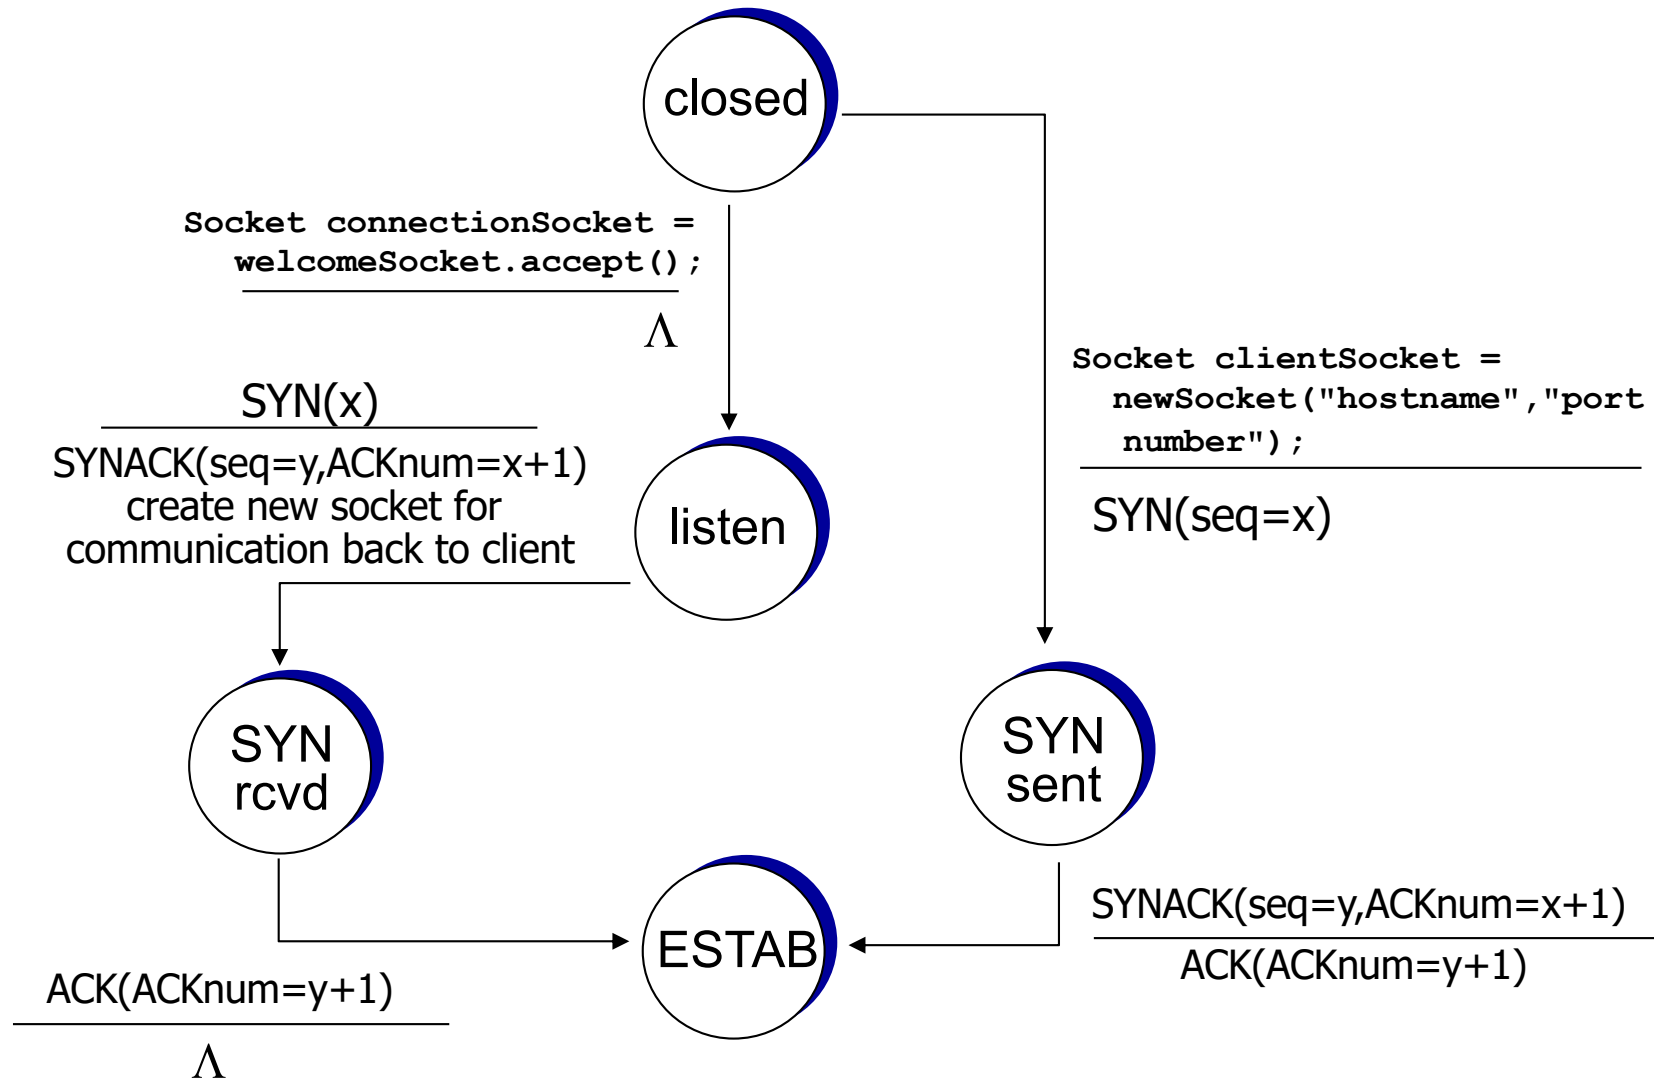 closed
Socket connectionSocket =
welcomeSocket.accept();
Λ
Socket clientSocket =
newSocket("hostname","port
number");
SYN(seq=x)
SYN(x)
SYNACK(seq=y,ACKnum=x+1)
create new socket for
communication back to client
listen
SYN
rcvd
SYN
sent
ESTAB
SYNACK(seq=y,ACKnum=x+1)
ACK(ACKnum=y+1)
ACK(ACKnum=y+1)
Λ